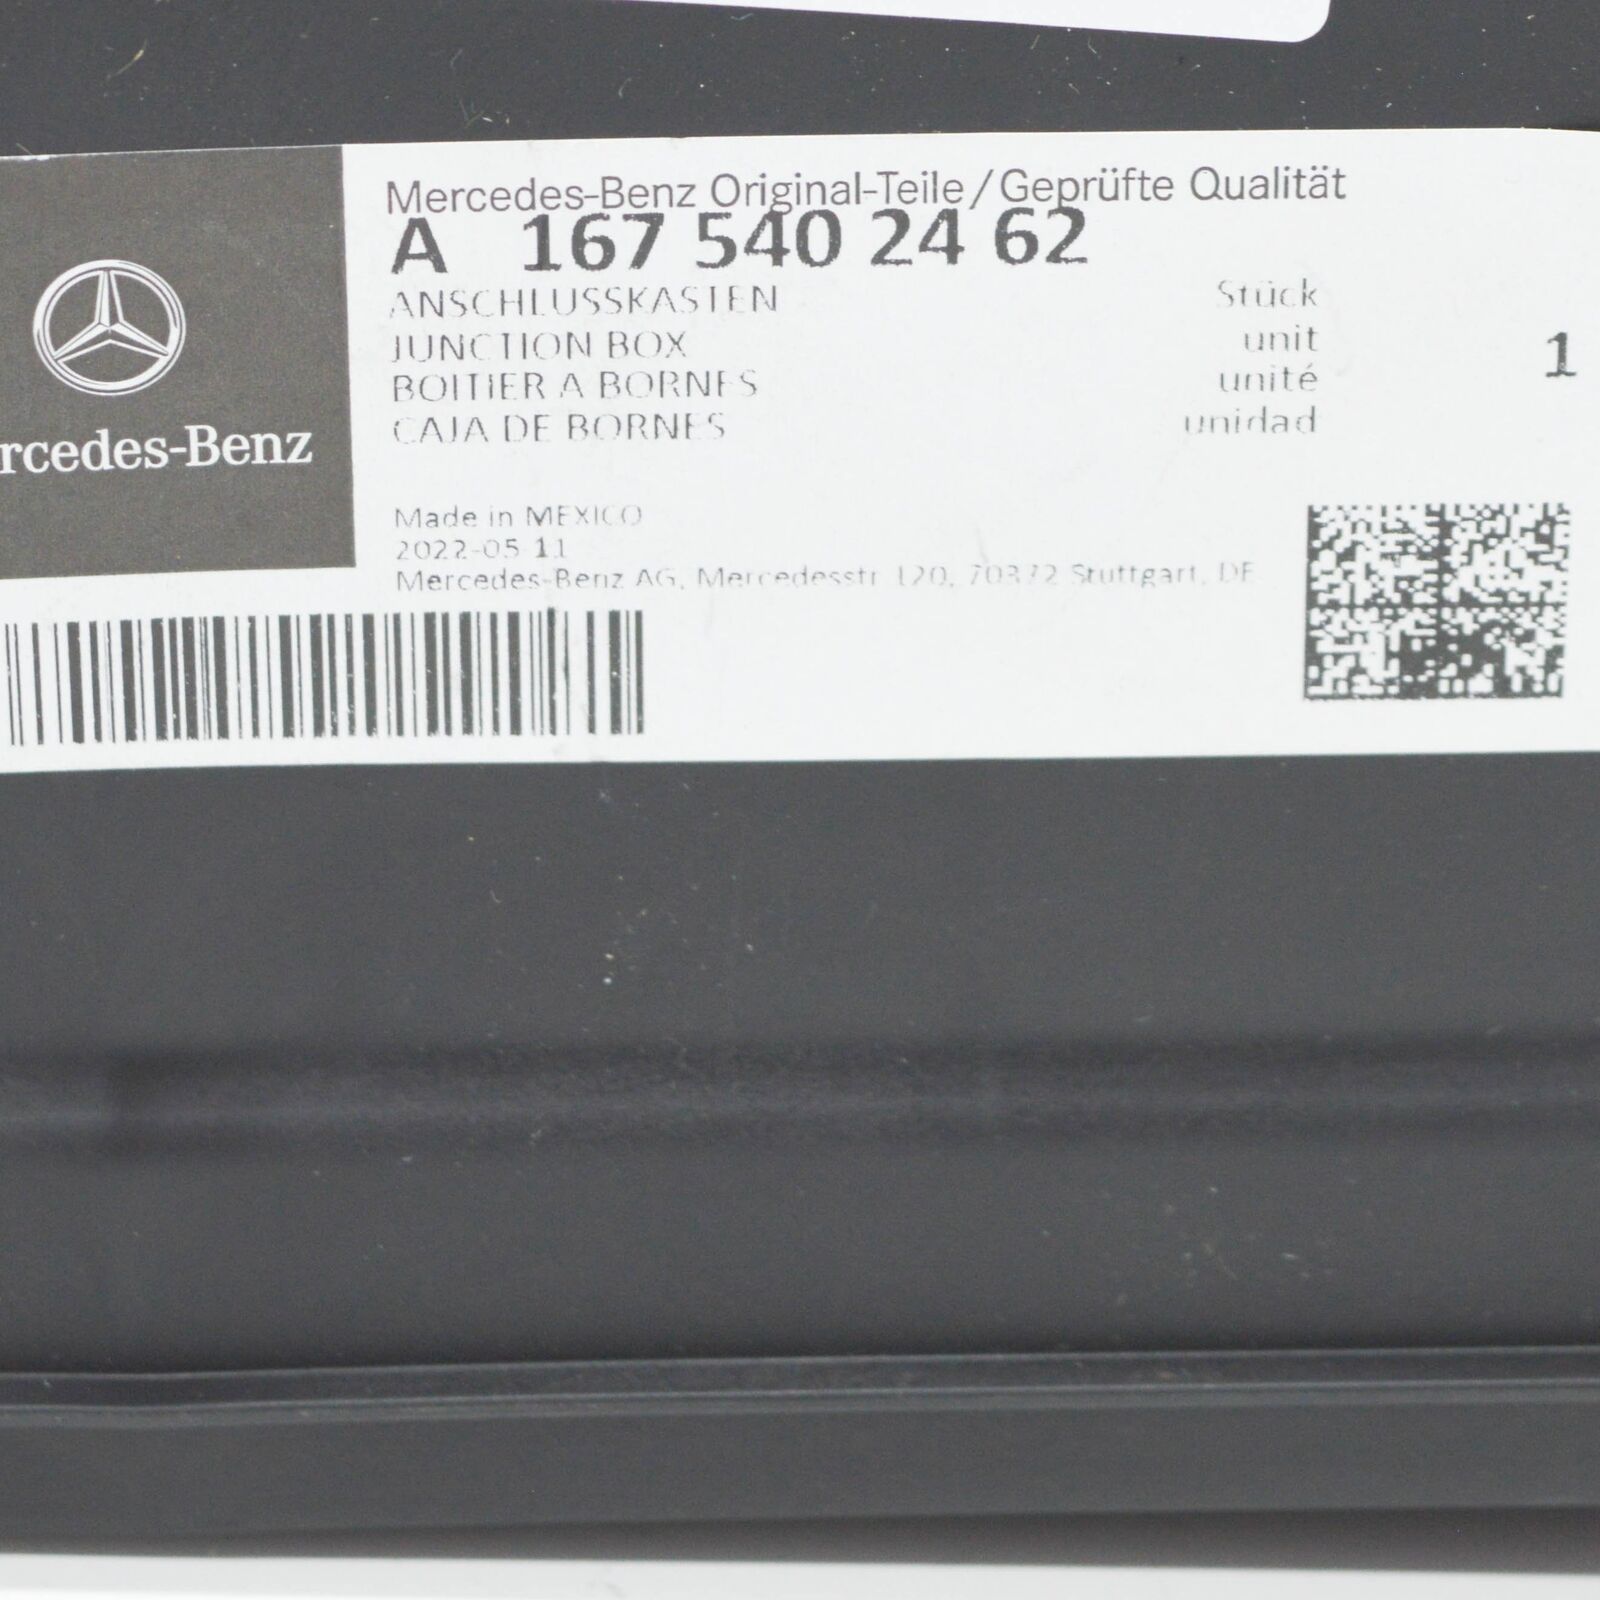 Mercedes-Benz Original-Teile/Geprüfte Qualität
A 167 540 24 62
ANSCHLUSSKASTEN Stück
JUNCTION BOX unit 1
BOITIER A BORNES unité
CAJA DE BORNES unidad
rcedes-Benz
Made in MEXICO
2022-05-11
Mercedes-Benz AG, Mercedesstr 120, 70372 Stuttgart, DE